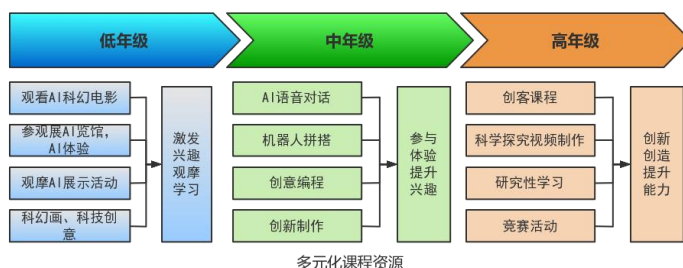 低年级
中年级
高年级
观看AI科幻电影
参观展AI览馆，
AI体验
观摩AI展示活动
科幻画、科技创
意
激发
兴趣
观摩
学习
AI语音对话
机器人拼搭
创意编程
创新制作
参与
体验
提升
兴趣
创客课程
科学探究视频制作
研究性学习
竞赛活动
创新
创造
提升
能力
多元化课程资源